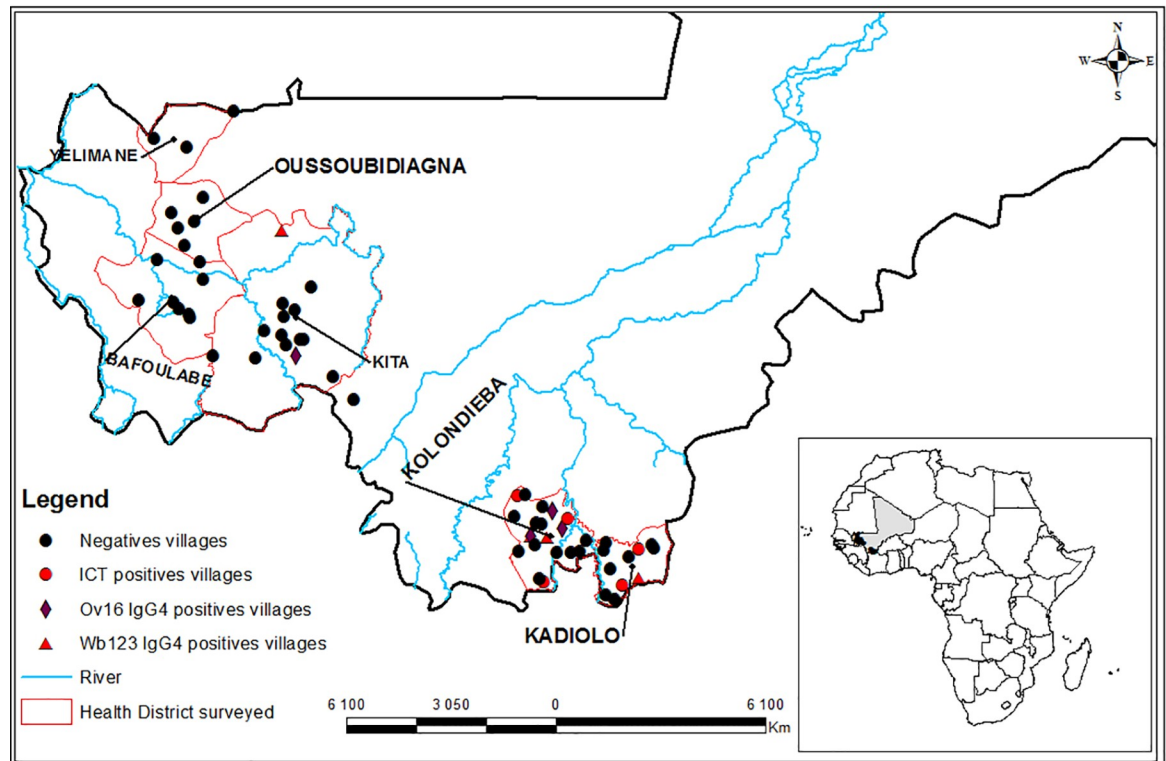 N
W E
S
YELIMANE
OUSSOUBIDIAGNA
BAFOULABE
KITA
KOLONDIEBA
KADIOLO
Legend
Negatives villages
ICT positives villages
Ov16 IgG4 positives villages
Wb123 IgG4 positives villages
River
Health District surveyed
6 100 3 050 0 6 100
Km